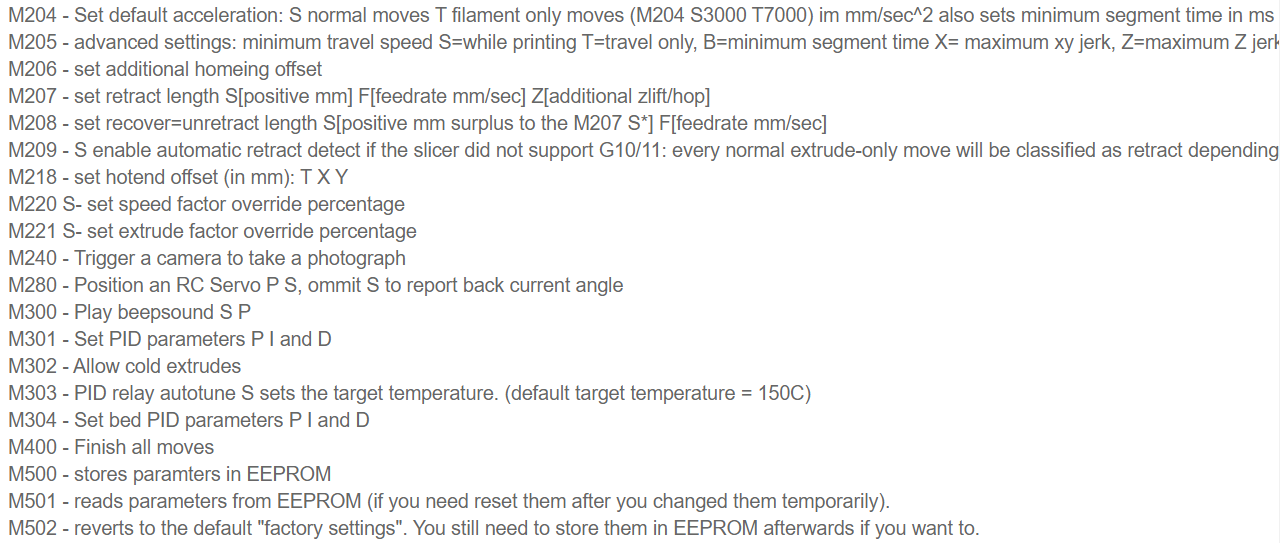 M204 - Set default acceleration: S normal moves T filament only moves (M204 S3000 T7000) im mm/sec^2 also sets minimum segment time in ms
M205 - advanced settings: minimum travel speed S=while printing T=travel only, B=minimum segment time X= maximum xy jerk, Z=maximum Z jerk
M206 - set additional homeing offset
M207 - set retract length S[positive mm] F[feedrate mm/sec] Z[additional zlift/hop]
M208 - set recover=unretract length S[positive mm surplus to the M207 S*] F[feedrate mm/sec]
M209 - S enable automatic retract detect if the slicer did not support G10/11: every normal extrude-only move will be classified as retract depending
M218 - set hotend offset (in mm): T X Y
M220 S- set speed factor override percentage
M221 S- set extrude factor override percentage
M240 - Trigger a camera to take a photograph
M280 - Position an RC Servo P S, ommit S to report back current angle
M300 - Play beepsound S P
M301 - Set PID parameters P I and D
M302 - Allow cold extrudes
M303 - PID relay autotune S sets the target temperature. (default target temperature = 150C)
M304 - Set bed PID parameters P I and D
M400 - Finish all moves
M500 - stores paramters in EEPROM
M501 - reads parameters from EEPROM (if you need reset them after you changed them temporarily).
M502 - reverts to the default "factory settings". You still need to store them in EEPROM afterwards if you want to.